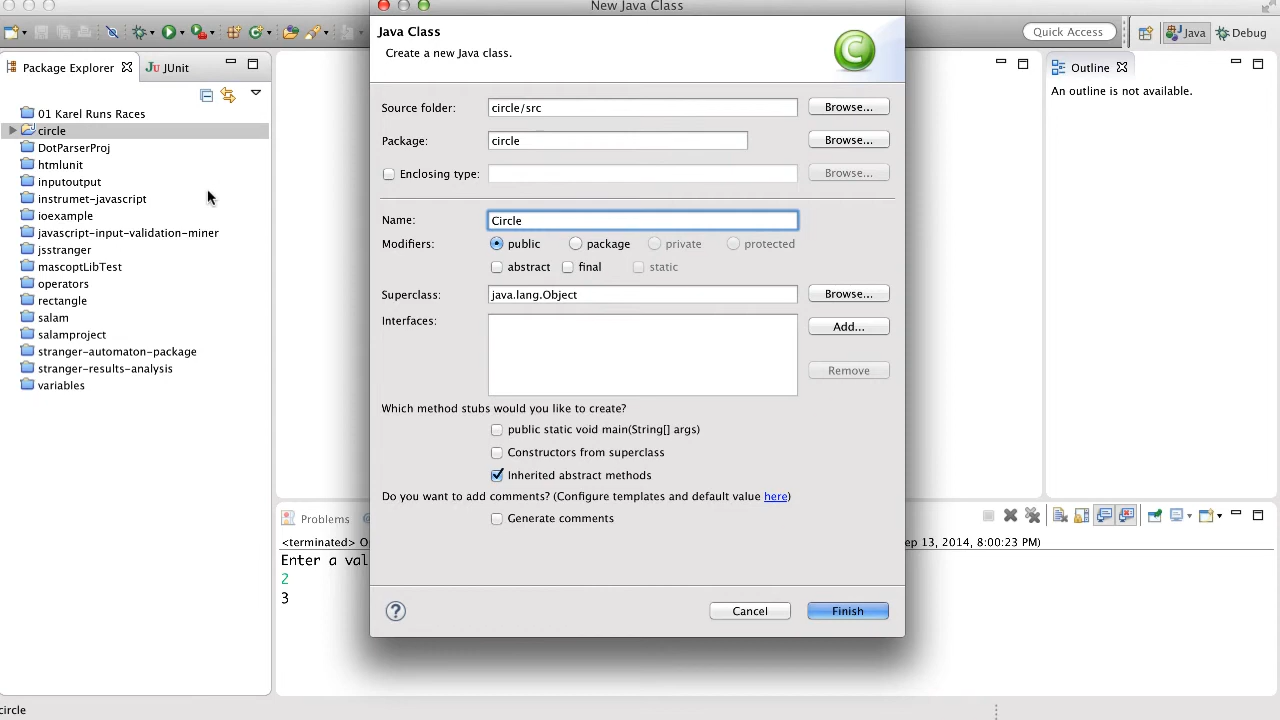 New Java Class
Java Class
Create a new Java class.
Quick Access
Java
Debug
Package Explorer
JUnit
Outline
An outline is not available.
01 Karel Runs Races
circle
DotParserProj
htmlunit
inputoutput
instrumet-javascript
ioexample
javascript-input-validation-miner
jsstranger
mascoptLibTest
operators
rectangle
salam
salamproject
stranger-automaton-package
stranger-results-analysis
variables
Source folder: circle/src Browse...
Package: circle Browse...
Enclosing type: Browse...
Name: Circle
Modifiers: public package private protected
abstract final static
Superclass: java.lang.Object Browse...
Interfaces: Add...
Remove
Which method stubs would you like to create?
public static void main(String[] args)
Constructors from superclass
Inherited abstract methods
Do you want to add comments? (Configure templates and default value here)
Generate comments
Cancel Finish
Problems
<terminated> O
ep 13, 2014, 8:00:23 PM)
Enter a val
2
3
circle